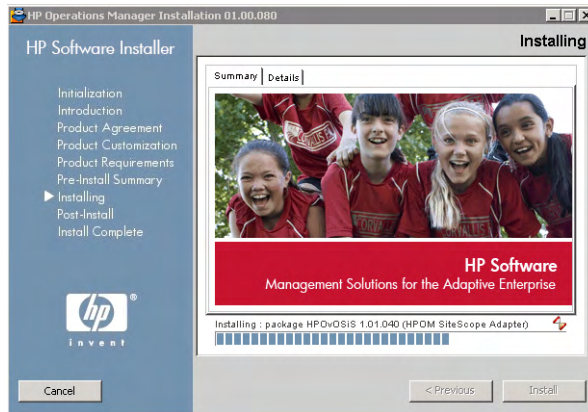 HP Operations Manager Installation 01.00.080
HP Software Installer
Installing
Initialization
Introduction
Product Agreement
Product Customization
Product Requirements
Pre-Install Summary
Installing
Post-Install
Install Complete
hp
®
invent
Summary
Details
CORVALLIS
HP Software
Management Solutions for the Adaptive Enterprise
Installing : package HPOvOSiS 1.01.040 (HPOM SiteScope Adapter)
Cancel
< Previous
Install